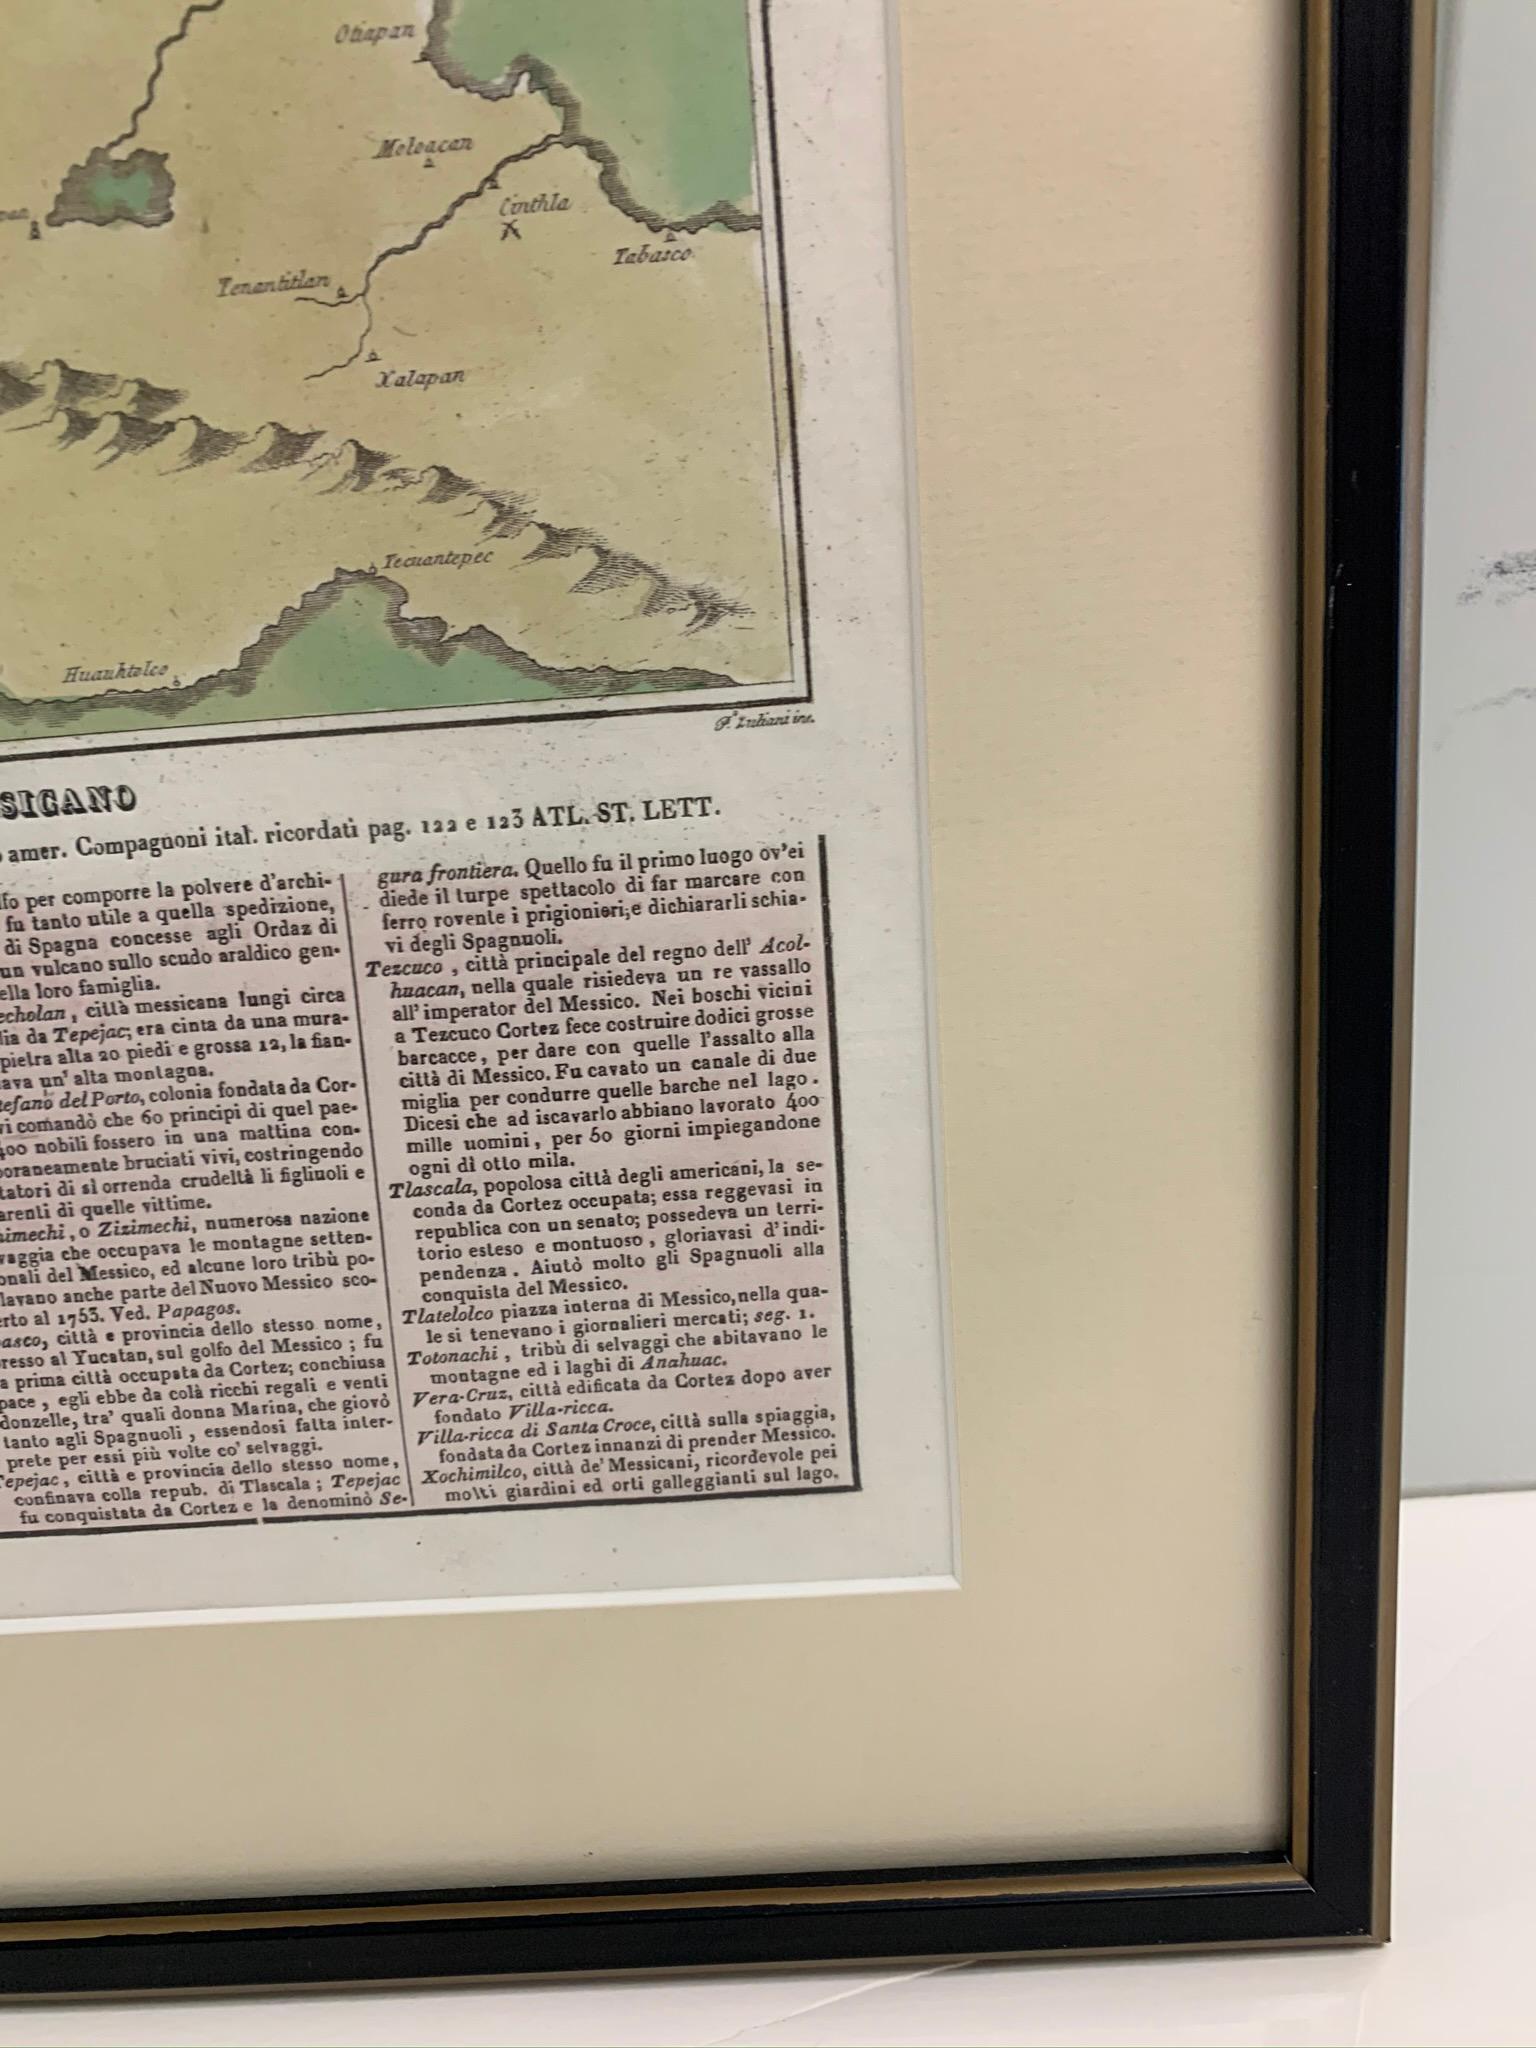 Otiapan
Meloacan
Cinthla
Tabasco
Tenantitlan
Xalapan
Tecuantepec
Huauhtolco
P.º Zuliani inc.
SICANO
amer. Compagnoni ital. ricordati pag. 122 e 123 ATL. ST. LETT.
lfo per comporre la polvere d'archi-
fu tanto utile a quella spedizione,
di Spagna concesse agli Ordaz di
un vulcano sullo scudo araldico gen-
ella loro famiglia.
echolan, città messicana lungi circa
lia da Tepejac; era cinta da una mura-
pietra alta 20 piedi e grossa 12, la fian-
ava un' alta montagna.
tefano del Porto, colonia fondata da Cor-
vi comandò che 60 principi di quel pae-
400 nobili fossero in una mattina con-
poraneamente bruciati vivi, costringendo
tatori di sì orrenda crudeltà li figliuoli e
arenti di quelle vittime.
himechi, o Zizimechi, numerosa nazione
vaggia che occupava le montagne setten-
onali del Messico, ed alcune loro tribù po-
lavano anche parte del Nuovo Messico sco-
erto al 1753. Ved. Papagos.
basco, città e provincia dello stesso nome,
presso al Yucatan, sul golfo del Messico; fu
a prima città occupata da Cortez; conchiusa
pace, egli ebbe da colà ricchi regali e venti
donzelle, tra' quali donna Marina, che giovò
tanto agli Spagnuoli, essendosi fatta inter-
prete per essi più volte co' selvaggi.
Tepejac, città e provincia dello stesso nome,
confinava colla repub. di Tlascala; Tepejac
fu conquistata da Cortez e la denominò Se-
gura frontiera. Quello fu il primo luogo ov'ei
diede il turpe spettacolo di far marcare con
ferro rovente i prigionieri; e dichiararli schia-
vi degli Spagnuoli.
Tezcuco, città principale del regno dell' Acol-
huacan, nella quale risiedeva un re vassallo
all' imperator del Messico. Nei boschi vicini
a Tezcuco Cortez fece costruire dodici grosse
barcacce, per dare con quelle l'assalto alla
città di Messico. Fu cavato un canale di due
miglia per condurre quelle barche nel lago.
Dicesi che ad iscavarlo abbiano lavorato 400
mille uomini, per 50 giorni impiegandone
ogni dì otto mila.
Tlascala, popolosa città degli americani, la se-
conda da Cortez occupata; essa reggevasi in
republica con un senato; possedeva un terri-
torio esteso e montuoso, gloriavasi d'indi-
pendenza. Aiutò molto gli Spagnuoli alla
conquista del Messico.
Tlatelolco piazza interna di Messico, nella qua-
le si tenevano i giornalieri mercati; seg. 1.
Totonachi, tribù di selvaggi che abitavano le
montagne ed i laghi di Anahuac.
Vera-Cruz, città edificata da Cortez dopo aver
fondato Villa-ricca.
Villa-ricca di Santa Croce, città sulla spiaggia,
fondata da Cortez innanzi di prender Messico.
Xochimilco, città de' Messicani, ricordevole pei
molti giardini ed orti galleggianti sul lago.